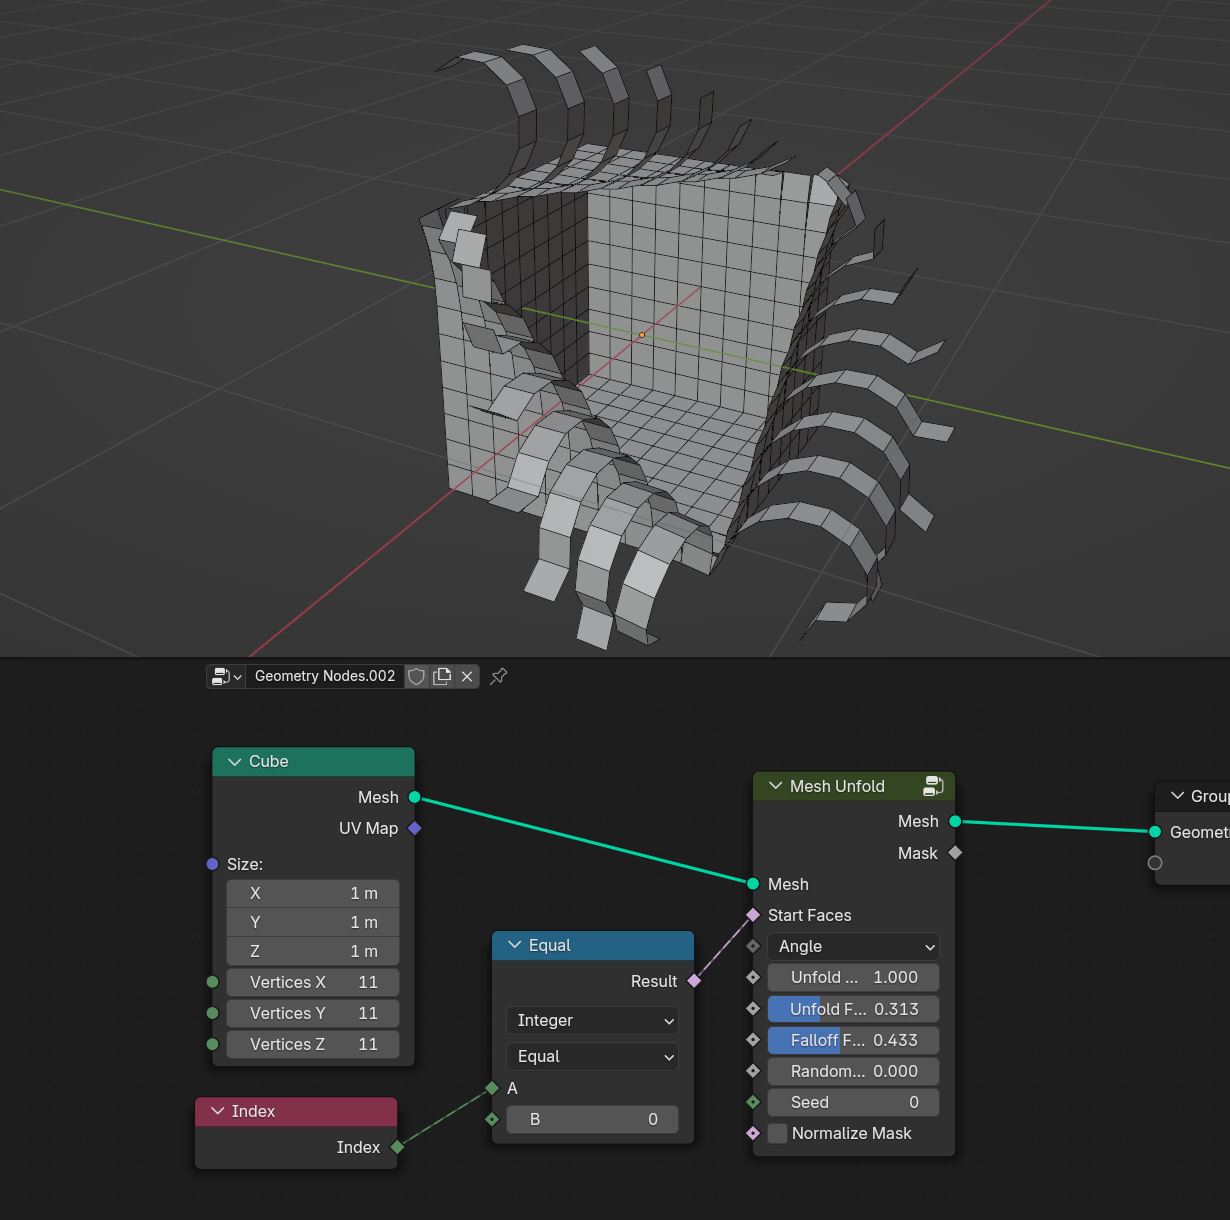 Geometry Nodes.002
Cube
Mesh
UV Map
Size:
X 1 m
Y 1 m
Z 1 m
Vertices X 11
Vertices Y 11
Vertices Z 11
Index
Index
Equal
Result
Integer
Equal
A
B 0
Mesh Unfold
Mesh
Mask
Mesh
Start Faces
Angle
Unfold ... 1.000
Unfold F... 0.313
Falloff F... 0.433
Random... 0.000
Seed 0
Normalize Mask
Group
Geometr